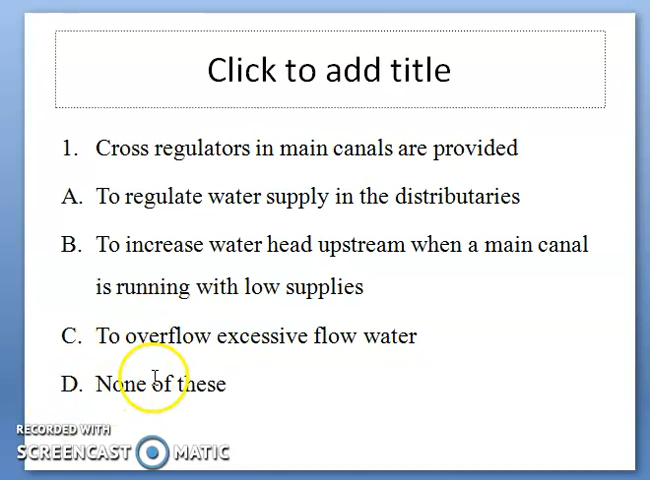 Click to add title
1. Cross regulators in main canals are provided
A. To regulate water supply in the distributaries
B. To increase water head upstream when a main canal
is running with low supplies
C. To overflow excessive flow water
D. None of these
RECORDED WITH
SCREENCAST MATIC